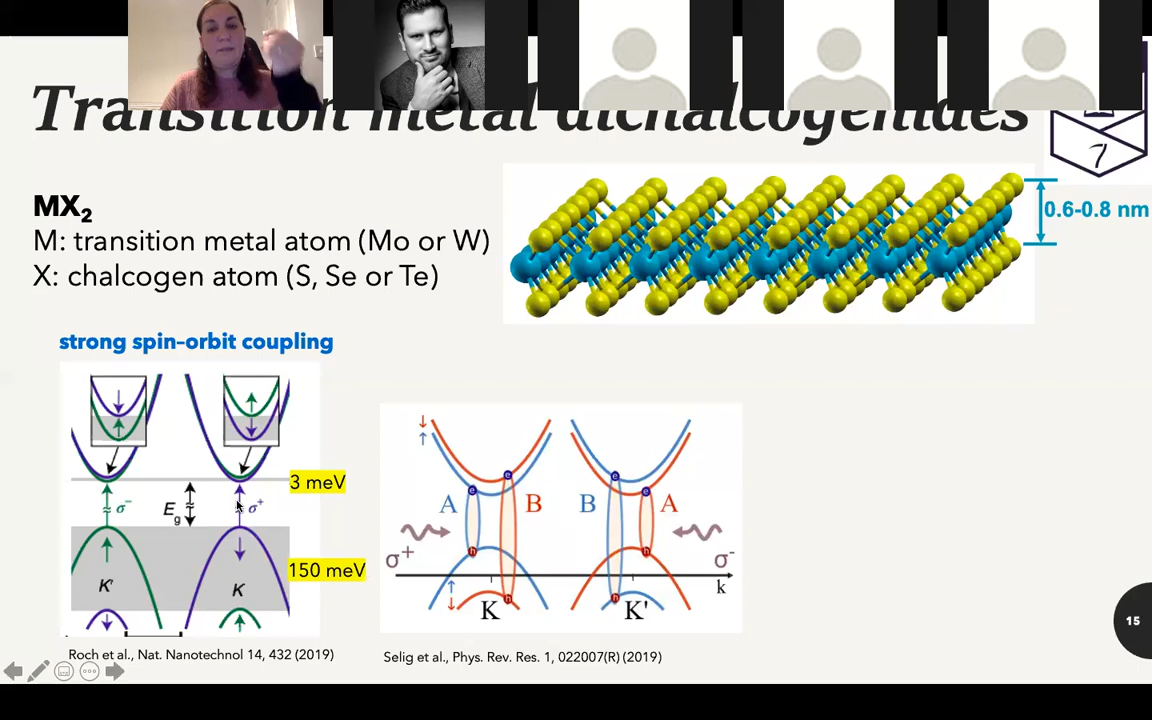 Transition metal dichalcogenides
7
MX₂
M: transition metal atom (Mo or W)
X: chalcogen atom (S, Se or Te)
0.6-0.8 nm
strong spin-orbit coupling
σ⁻
E_g
σ⁺
3 meV
150 meV
K'
K
A
B
B
A
e
e
e
e
σ⁺
σ⁻
h
h
h
h
k
K
K'
15
Roch et al., Nat. Nanotechnol 14, 432 (2019)
Selig et al., Phys. Rev. Res. 1, 022007(R) (2019)